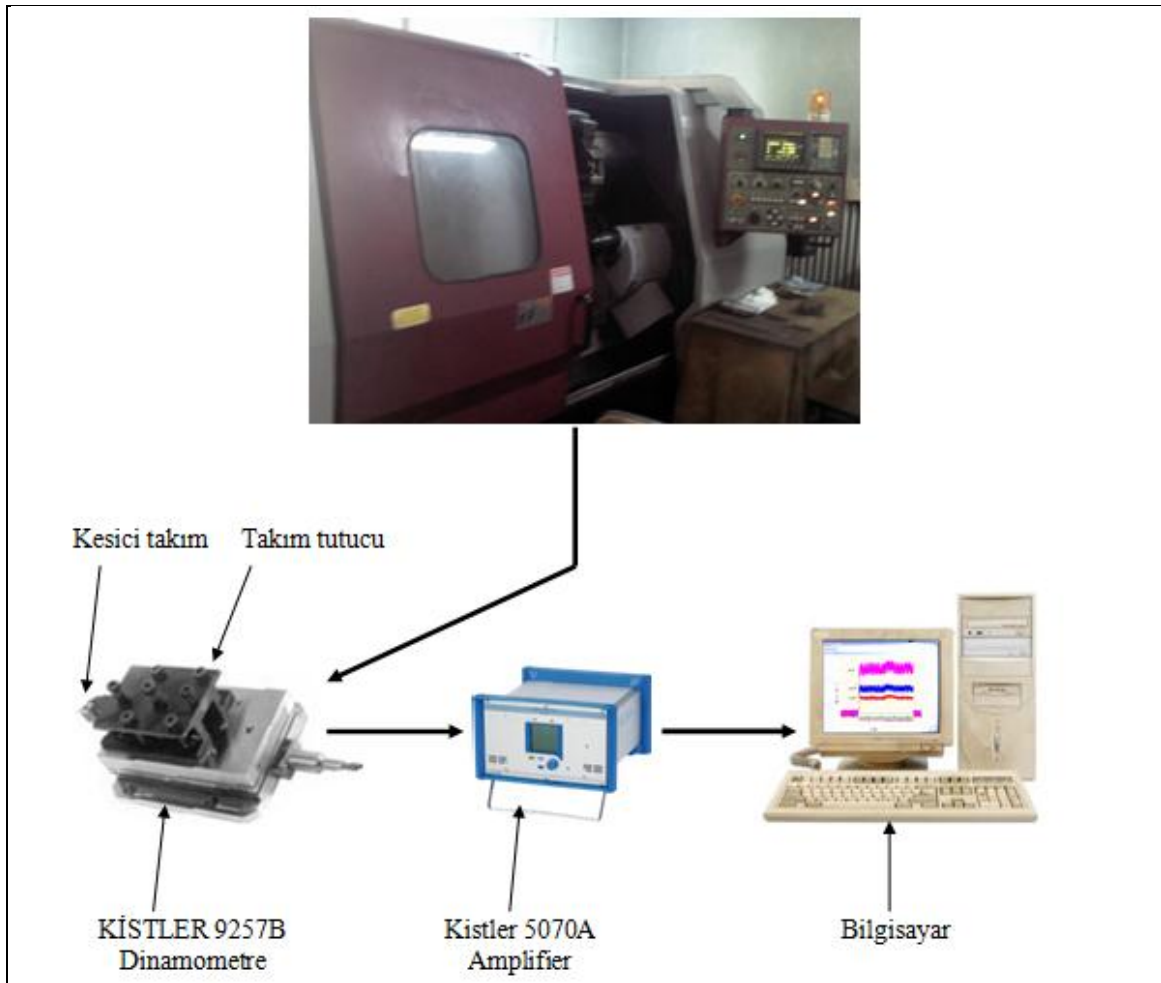 Kesici takım
Takım tutucu
KİSTLER 9257B
Dinamometre
Kistler 5070A
Amplifier
Bilgisayar